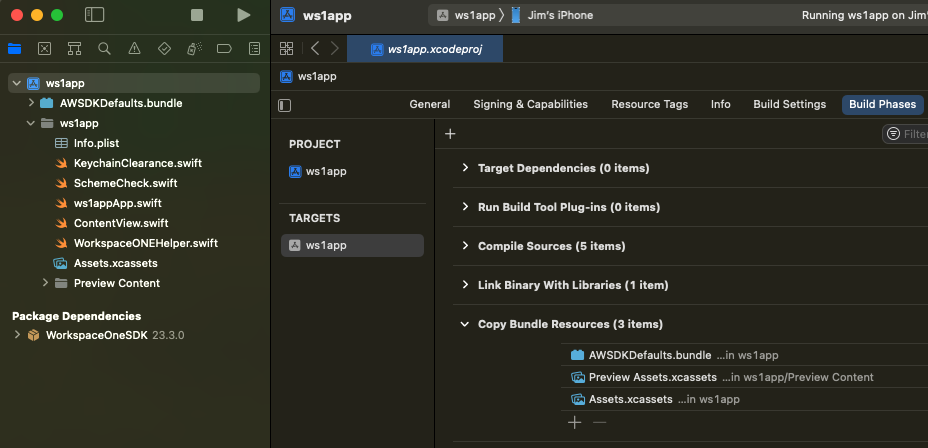 ws1app
ws1app
Jim's iPhone
Running ws1app on Jim'
ws1app.xcodeproj
ws1app
ws1app
AWSDKDefaults.bundle
ws1app
Info.plist
KeychainClearance.swift
SchemeCheck.swift
ws1appApp.swift
ContentView.swift
WorkspaceONEHelper.swift
Assets.xcassets
Preview Content
Package Dependencies
WorkspaceOneSDK 23.3.0
General
Signing & Capabilities
Resource Tags
Info
Build Settings
Build Phases
PROJECT
ws1app
TARGETS
ws1app
Filter
Target Dependencies (0 items)
Run Build Tool Plug-ins (0 items)
Compile Sources (5 items)
Link Binary With Libraries (1 item)
Copy Bundle Resources (3 items)
AWSDKDefaults.bundle ...in ws1app
Preview Assets.xcassets ...in ws1app/Preview Content
Assets.xcassets ...in ws1app